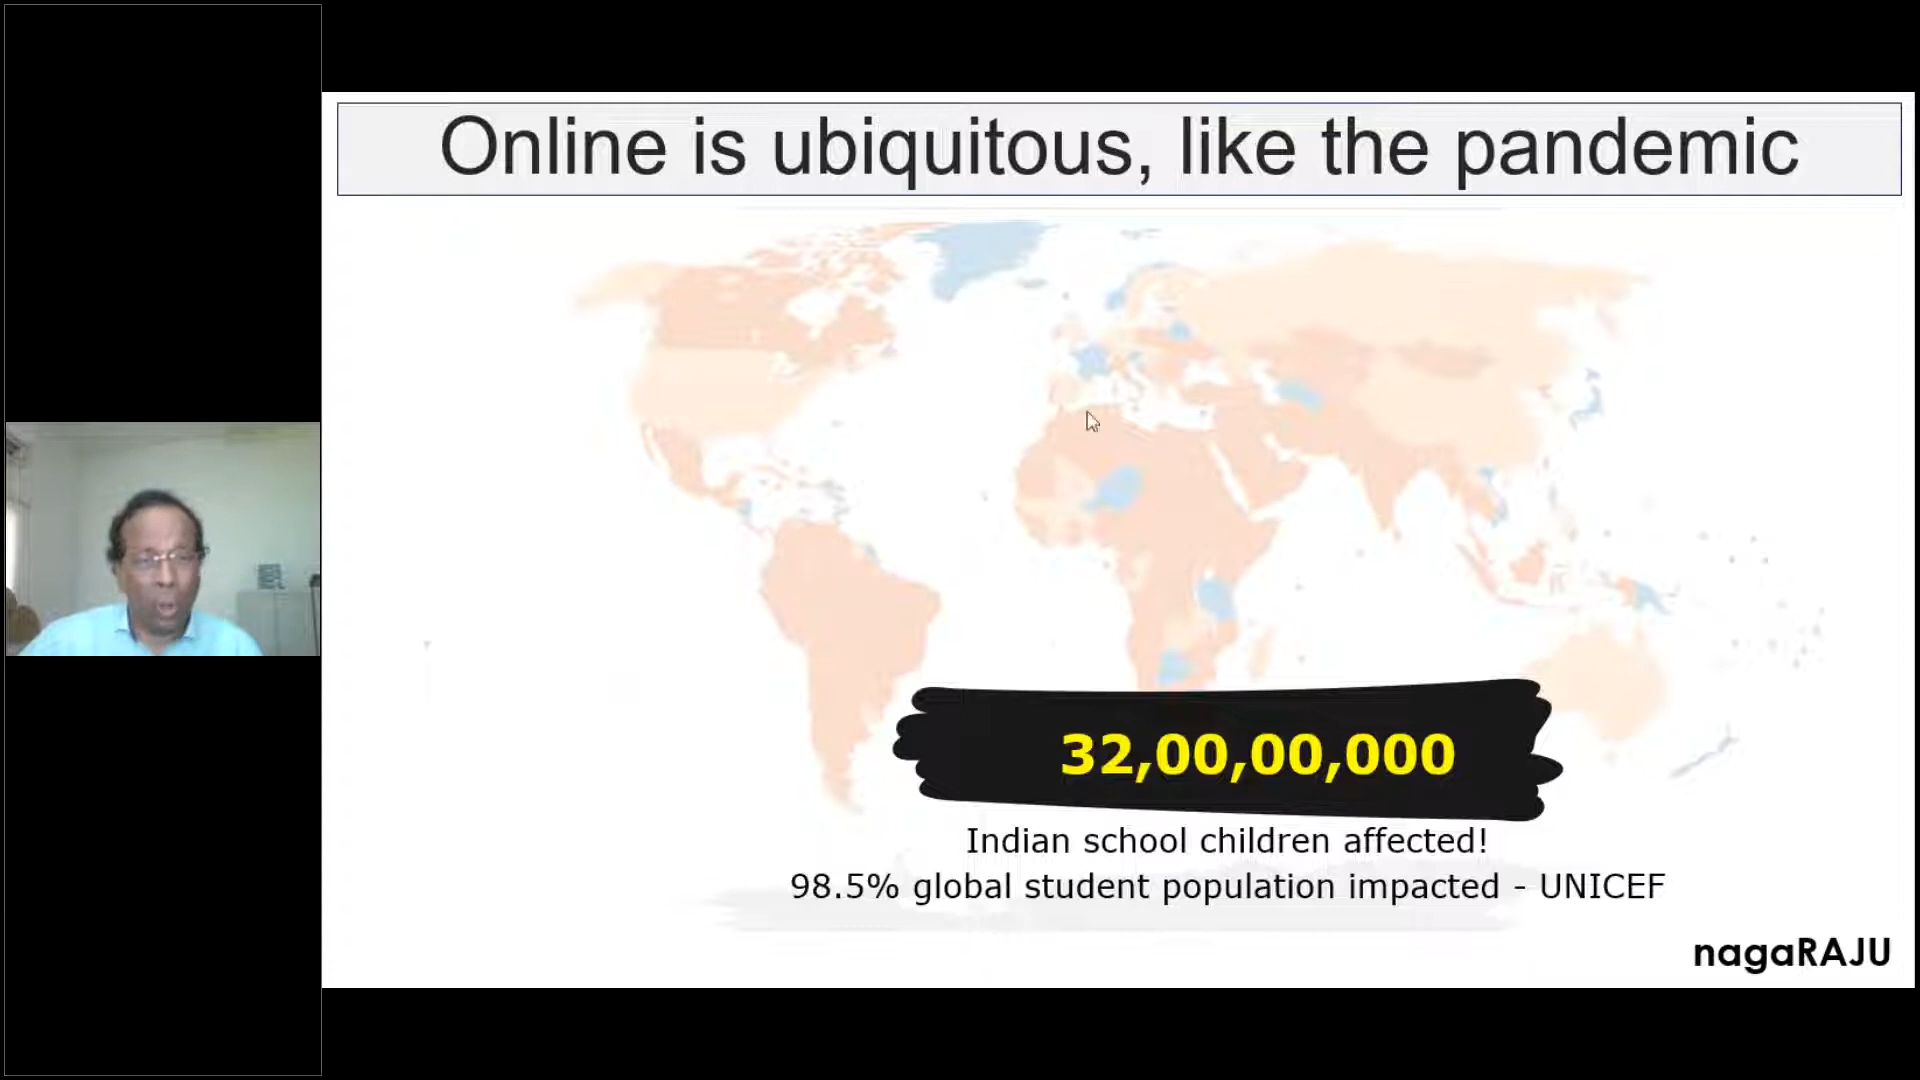 Online is ubiquitous, like the pandemic
32,00,00,000
Indian school children affected!
98.5% global student population impacted - UNICEF
nagaRAJU